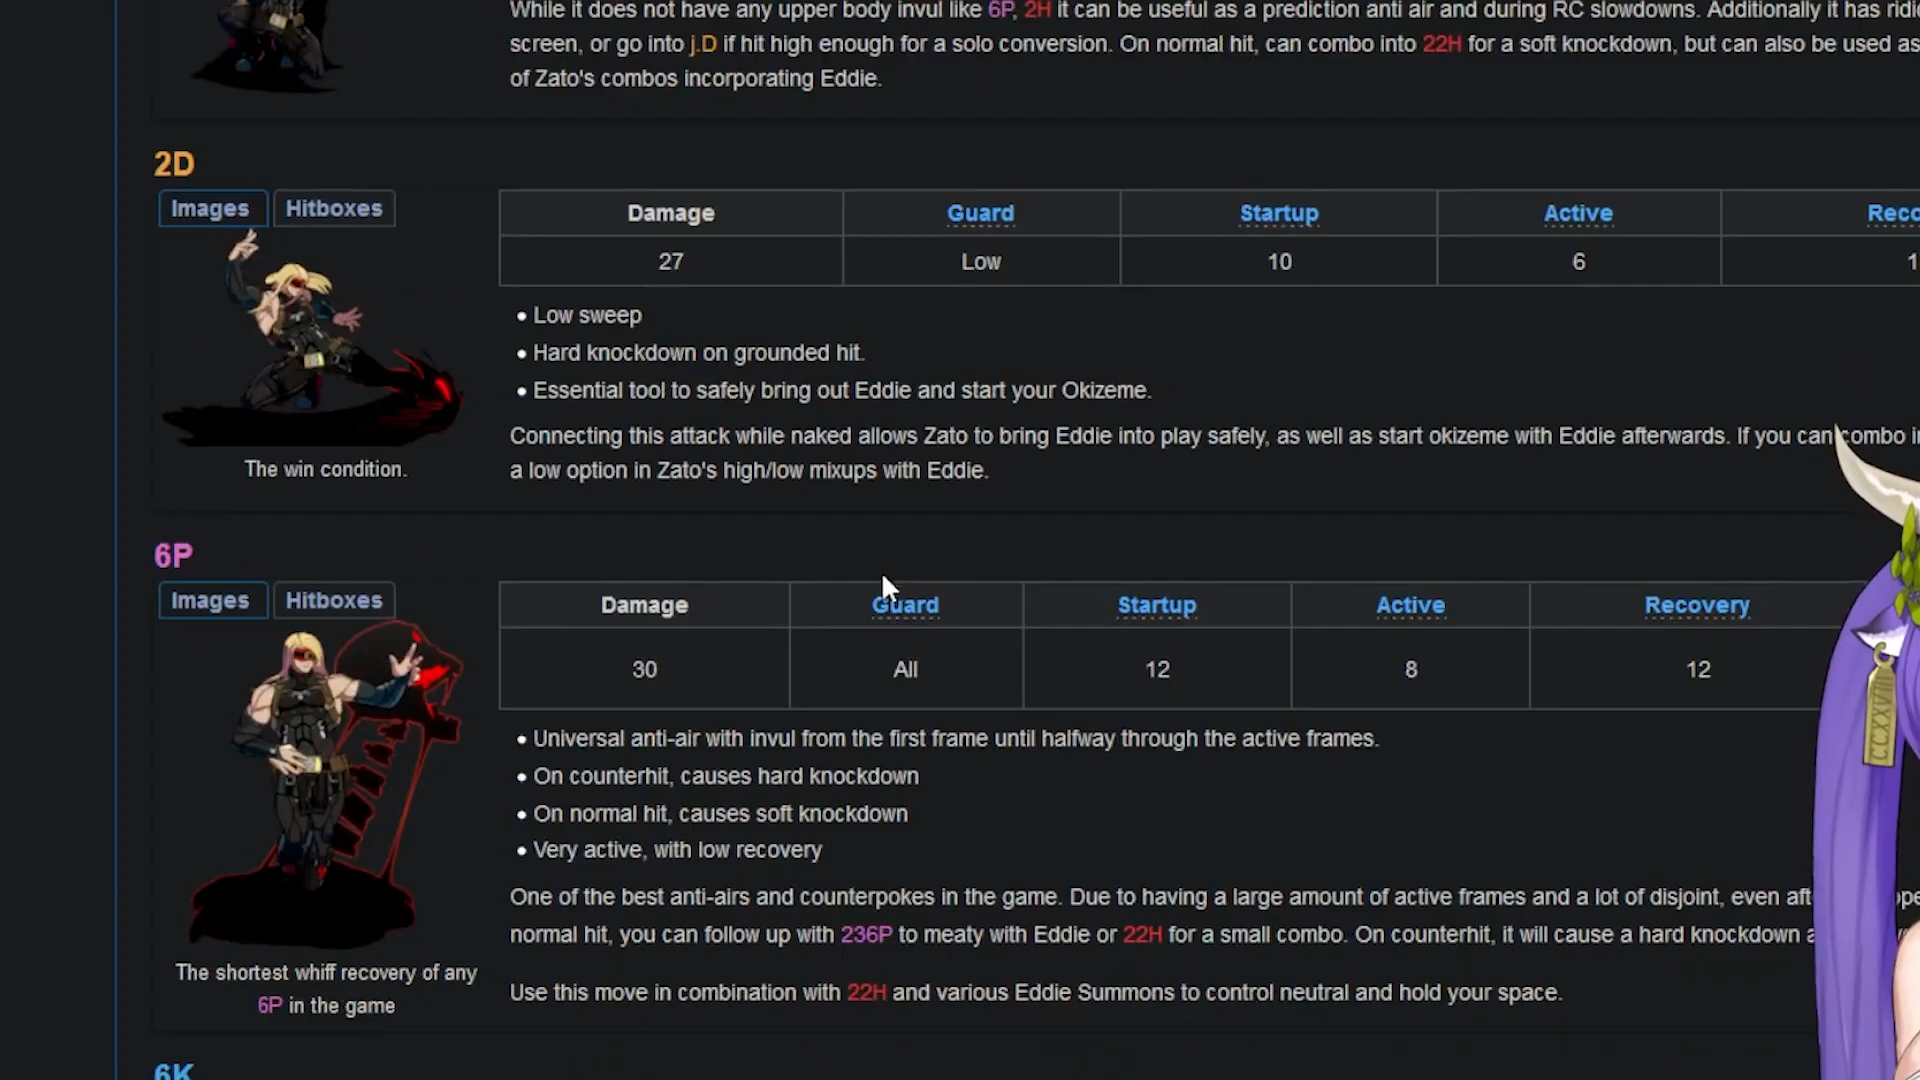 While it does not have any upper body invul like 6P, 2H it can be useful as a prediction anti air and during RC slowdowns. Additionally it has
screen, or go into j.D if hit high enough for a solo conversion. On normal hit, can combo into 22H for a soft knockdown, but can also be used as
of Zato's combos incorporating Eddie.
2D
Images Hitboxes
Damage Guard Startup Active
27 Low 10 6
• Low sweep
• Hard knockdown on grounded hit.
• Essential tool to safely bring out Eddie and start your Okizeme.
Connecting this attack while naked allows Zato to bring Eddie into play safely, as well as start okizeme with Eddie afterwards. If you can combo
a low option in Zato's high/low mixups with Eddie.
The win condition.
6P
Images Hitboxes
Damage Guard Startup Active Recovery
30 All 12 8 12
• Universal anti-air with invul from the first frame until halfway through the active frames.
• On counterhit, causes hard knockdown
• On normal hit, causes soft knockdown
• Very active, with low recovery
One of the best anti-airs and counterpokes in the game. Due to having a large amount of active frames and a lot of disjoint, even
normal hit, you can follow up with 236P to meaty with Eddie or 22H for a small combo. On counterhit, it will cause a hard knockdown
Use this move in combination with 22H and various Eddie Summons to control neutral and hold your space.
The shortest whiff recovery of any
6P in the game
6K
CCXXVIII